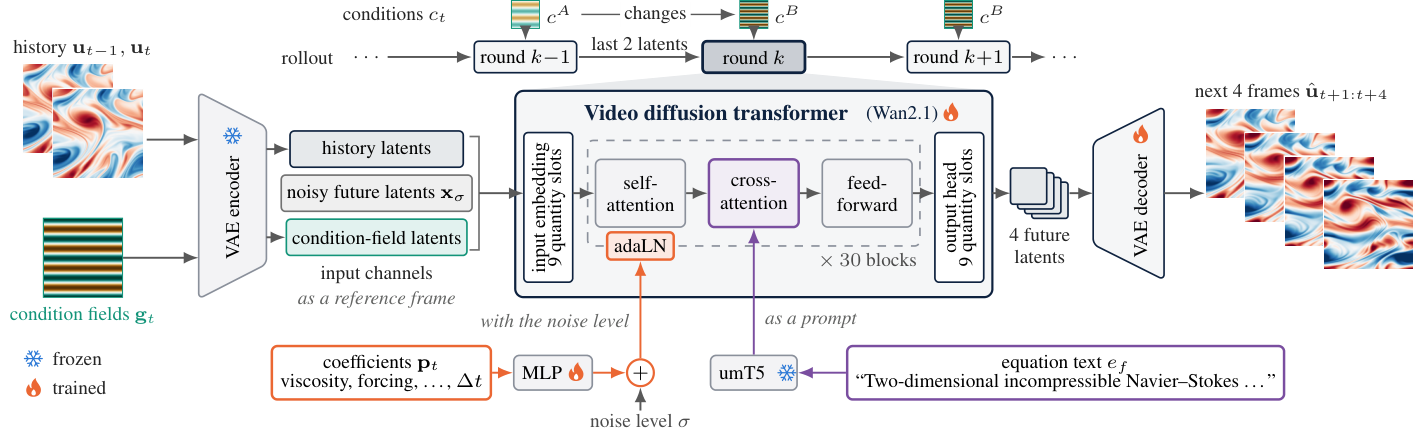 conditions c_t
c^A
changes
c^B
c^B
history u_{t−1}, u_t
rollout
· · ·
round k−1
last 2 latents
round k
round k+1
· · ·
next 4 frames û_{t+1:t+4}
Video diffusion transformer (Wan2.1)
VAE encoder
history latents
noisy future latents x_σ
condition-field latents
input channels
as a reference frame
input embedding
9 quantity slots
self-
attention
cross-
attention
feed-
forward
adaLN
× 30 blocks
output head
9 quantity slots
4 future
latents
VAE decoder
condition fields g_t
with the noise level
as a prompt
frozen
trained
coefficients p_t
viscosity, forcing, …, Δt
MLP
+
umT5
equation text e_f
“Two-dimensional incompressible Navier–Stokes …”
noise level σ